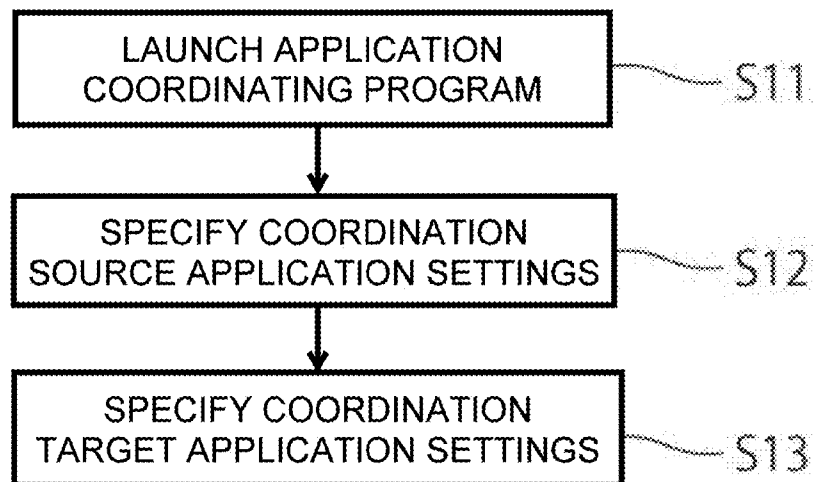 LAUNCH APPLICATION
COORDINATING PROGRAM
S11
SPECIFY COORDINATION
SOURCE APPLICATION SETTINGS
S12
SPECIFY COORDINATION
TARGET APPLICATION SETTINGS
S13